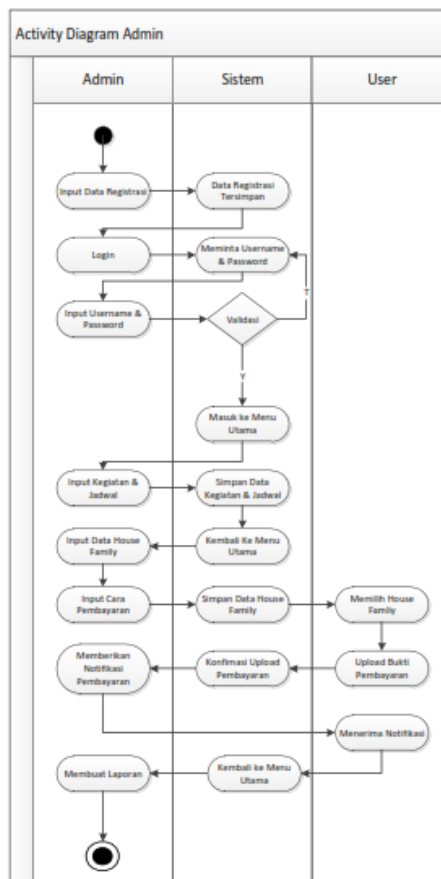 Activity Diagram Admin
Admin
Sistem
User
Input Data Registrasi
Data Registrasi
Tersimpan
Login
Meminta Username
& Password
Input Username &
Password
Validasi
T
Y
Masuk ke Menu
Utama
Input Kegiatan &
Jadwal
Simpan Data
Kegiatan & Jadwal
Input Data House
Family
Kembali Ke Menu
Utama
Input Cara
Pembayaran
Simpan Data House
Family
Memilih House
Family
Memberikan
Notifikasi
Pembayaran
Konfimasi Upload
Pembayaran
Upload Bukti
Pembayaran
Menerima Notifikasi
Membuat Laporan
Kembali ke Menu
Utama